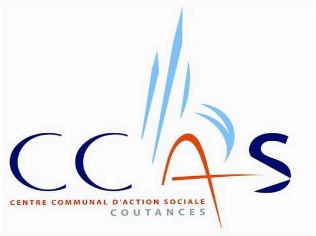 CCAS
CENTRE COMMUNAL D'ACTION SOCIALE
COUTANCES